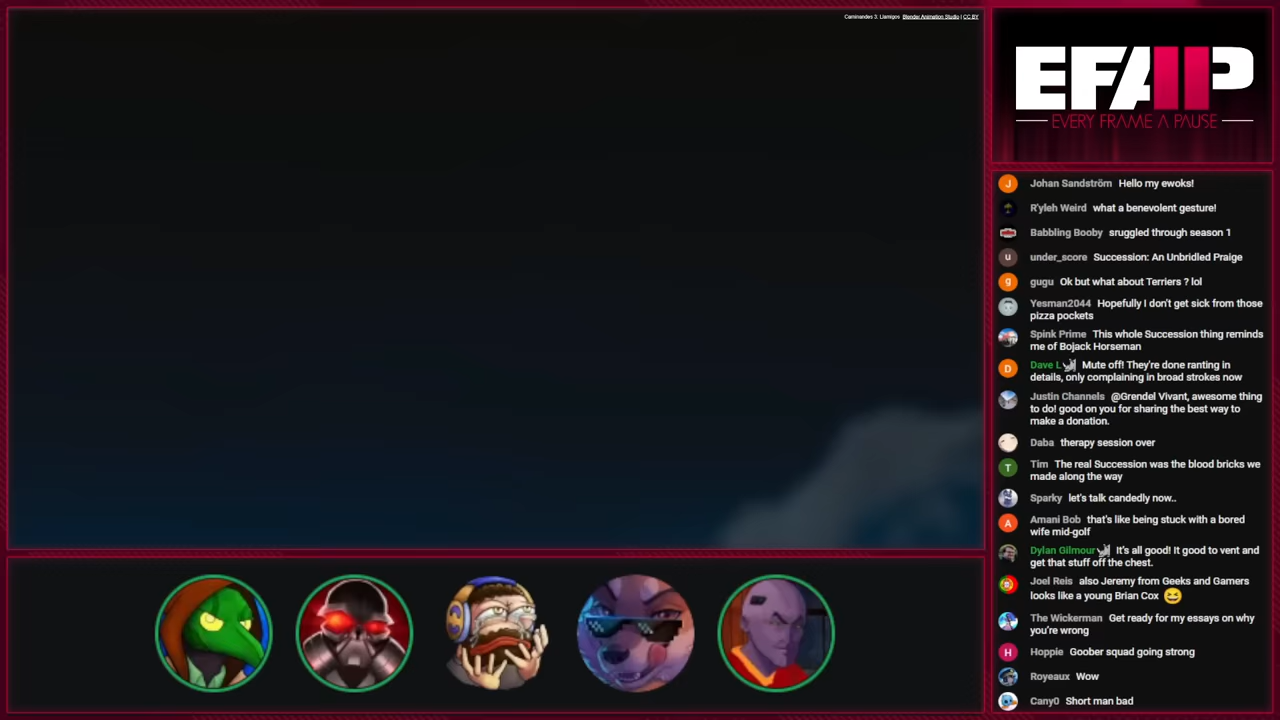 Caminandes 3: Llamigos Blender Animation Studio | CC BY
EFAP
EVERY FRAME A PAUSE
J
Johan Sandström Hello my ewoks!
R'yleh Weird what a benevolent gesture!
Babbling Booby sruggled through season 1
u
under_score Succession: An Unbridled Praige
g
gugu Ok but what about Terriers ? lol
Yesman2044 Hopefully I don't get sick from those
pizza pockets
Spink Prime This whole Succession thing reminds
me of Bojack Horseman
D
Dave L Mute off! They're done ranting in
details, only complaining in broad strokes now
Justin Channels @Grendel Vivant, awesome thing
to do! good on you for sharing the best way to
make a donation.
Daba therapy session over
T
Tim The real Succession was the blood bricks we
made along the way
Sparky let's talk candedly now..
A
Amani Bob that's like being stuck with a bored
wife mid-golf
Dylan Gilmour It's all good! It good to vent and
get that stuff off the chest.
Joel Reis also Jeremy from Geeks and Gamers
looks like a young Brian Cox 😆
The Wickerman Get ready for my essays on why
you're wrong
H
Hoppie Goober squad going strong
Royeaux Wow
Cany0 Short man bad